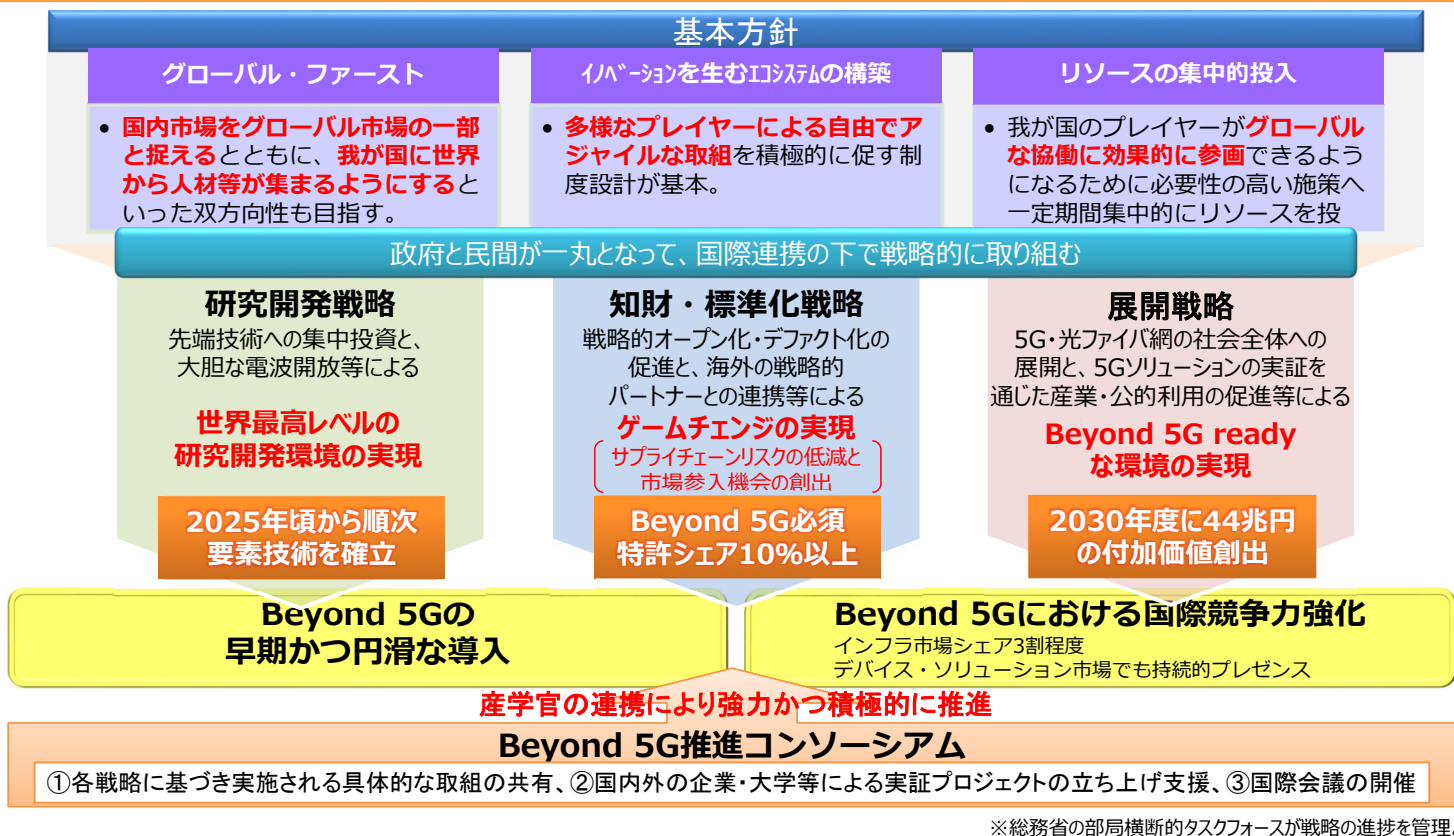 基本方針
グローバル・ファースト
• 国内市場をグローバル市場の一部
と捉えるとともに、我が国に世界
から人材等が集まるようにすると
いった双方向性も目指す。
ｲﾉﾍﾞｰｼｮﾝを生むｴｺｼｽﾃﾑの構築
• 多様なプレイヤーによる自由でア
ジャイルな取組を積極的に促す制
度設計が基本。
リソースの集中的投入
• 我が国のプレイヤーがグローバル
な協働に効果的に参画できるよう
になるために必要性の高い施策へ
一定期間集中的にリソースを投
政府と民間が一丸となって、国際連携の下で戦略的に取り組む
研究開発戦略
先端技術への集中投資と、
大胆な電波開放等による
世界最高レベルの
研究開発環境の実現
2025年頃から順次
要素技術を確立
知財・標準化戦略
戦略的オープン化・デファクト化の
促進と、海外の戦略的
パートナーとの連携等による
ゲームチェンジの実現
サプライチェーンリスクの低減と
市場参入機会の創出
Beyond 5G必須
特許シェア10%以上
展開戦略
5G・光ファイバ網の社会全体への
展開と、5Gソリューションの実証を
通じた産業・公的利用の促進等による
Beyond 5G ready
な環境の実現
2030年度に44兆円
の付加価値創出
Beyond 5Gの
早期かつ円滑な導入
Beyond 5Gにおける国際競争力強化
インフラ市場シェア3割程度
デバイス・ソリューション市場でも持続的プレゼンス
産学官の連携により強力かつ積極的に推進
Beyond 5G推進コンソーシアム
①各戦略に基づき実施される具体的な取組の共有、②国内外の企業・大学等による実証プロジェクトの立ち上げ支援、③国際会議の開催
※総務省の部局横断的タスクフォースが戦略の進捗を管理